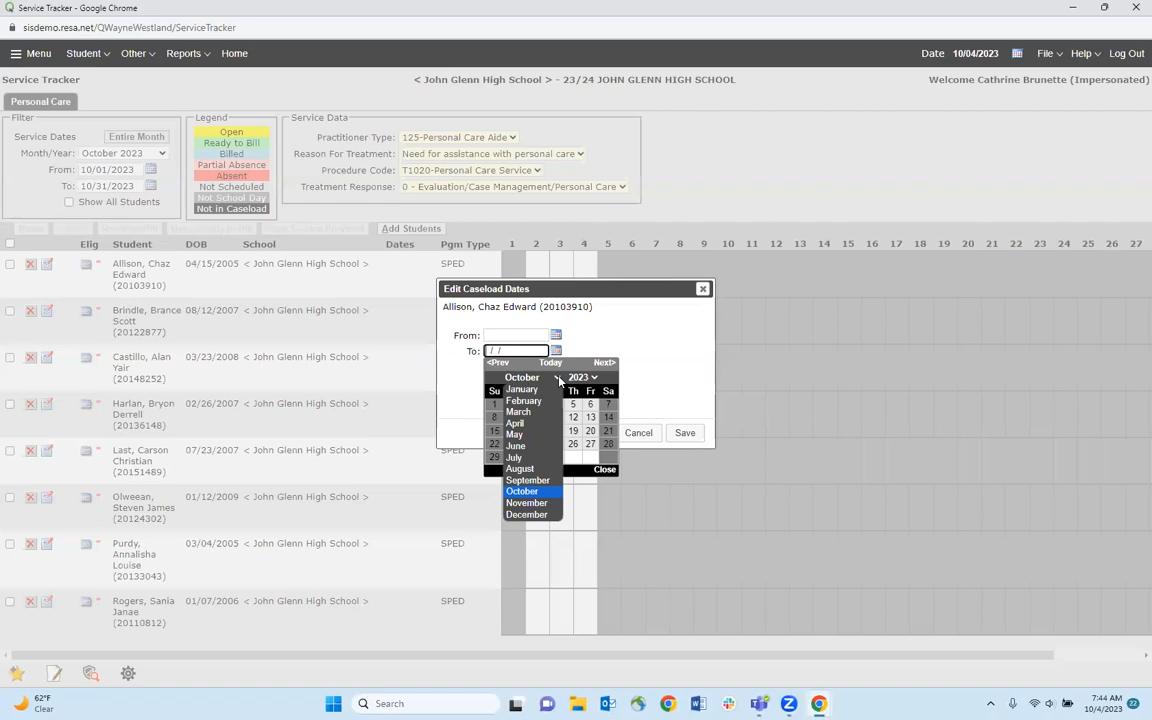 Service Tracker - Google Chrome
sisdemo.resa.net/QWayneWestland/ServiceTracker
Menu Student Other Reports Home Date 10/04/2023 File Help Log Out
Service Tracker < John Glenn High School > - 23/24 JOHN GLENN HIGH SCHOOL Welcome Cathrine Brunette (Impersonated)
Personal Care
Filter
Service Dates Entire Month
Month/Year: October 2023
From: 10/01/2023
To: 10/31/2023
Show All Students
Legend
Open
Ready to Bill
Billed
Partial Absence
Absent
Not Scheduled
Not School Day
Not in Caseload
Service Data
Practitioner Type: 125-Personal Care Aide
Reason For Treatment: Need for assistance with personal care
Procedure Code: T1020-Personal Care Service
Treatment Response: 0 - Evaluation/Case Management/Personal Care
Add Students
Elig Student DOB School Dates Pgm Type 1 2 3 4 5 6 7 8 9 10 11 12 13 14 15 16 17 18 19 20 21 22 23 24 25 26 27
Allison, Chaz 04/15/2005 < John Glenn High School > SPED
Edward
(20103910)
Brindle, Brance 08/12/2007 < John Glenn High School > SPED
Scott
(20122877)
Castillo, Alan 03/23/2008 < John Glenn High School > SPED
Yair
(20148252)
Harlan, Bryon 02/26/2007 < John Glenn High School > SPED
Derrell
(20136148)
Last, Carson 07/23/2007 < John Glenn High School > SPED
Christian
(20151489)
Olweean, 01/12/2009 < John Glenn High School > SPED
Steven James
(20124302)
Purdy, 03/04/2005 < John Glenn High School > SPED
Annalisha
Louise
(20133043)
Rogers, Sania 01/07/2006 < John Glenn High School > SPED
Janae
(20110812)
Edit Caseload Dates
Allison, Chaz Edward (20103910)
From:
To: / /
<Prev Today Next>
October 2023
Su Th Fr Sa
1 5 6 7
8 12 13 14
15 19 20 21
22 26 27 28
29
Close
January
February
March
April
May
June
July
August
September
October
November
December
Cancel Save
62°F
Clear
Search
7:44 AM
10/4/2023
22